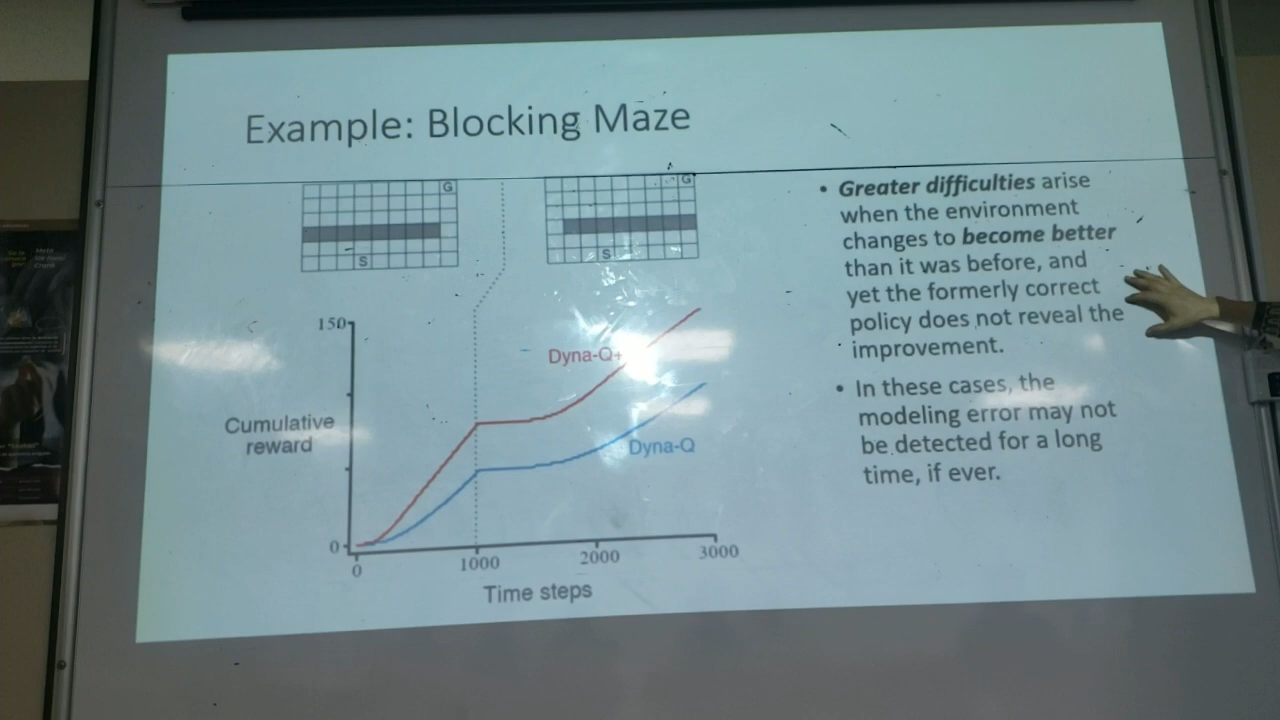 Example: Blocking Maze
G
S
G
S
150
Dyna-Q+
Cumulative
reward
Dyna-Q
0
0
1000
2000
3000
Time steps
• Greater difficulties arise
when the environment
changes to become better
than it was before, and
yet the formerly correct
policy does not reveal the
improvement.
• In these cases, the
modeling error may not
be detected for a long
time, if ever.